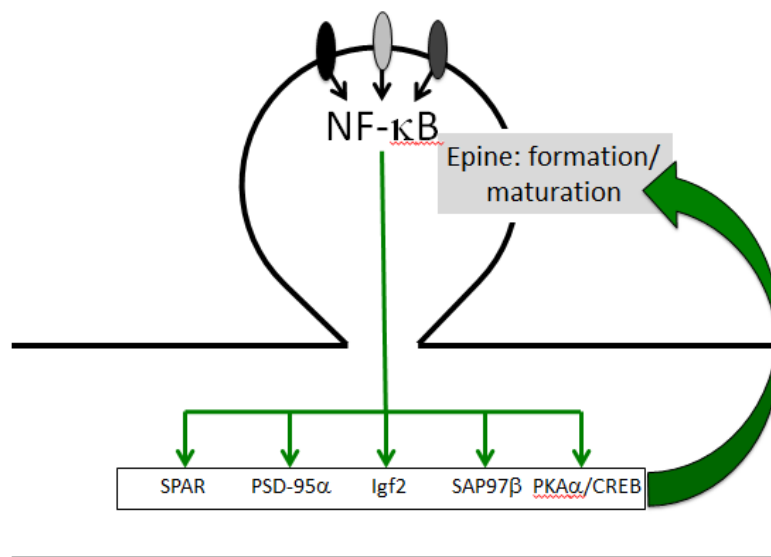 NF-κB
Epine: formation/
maturation
SPAR PSD-95α Igf2 SAP97β PKAα/CREB